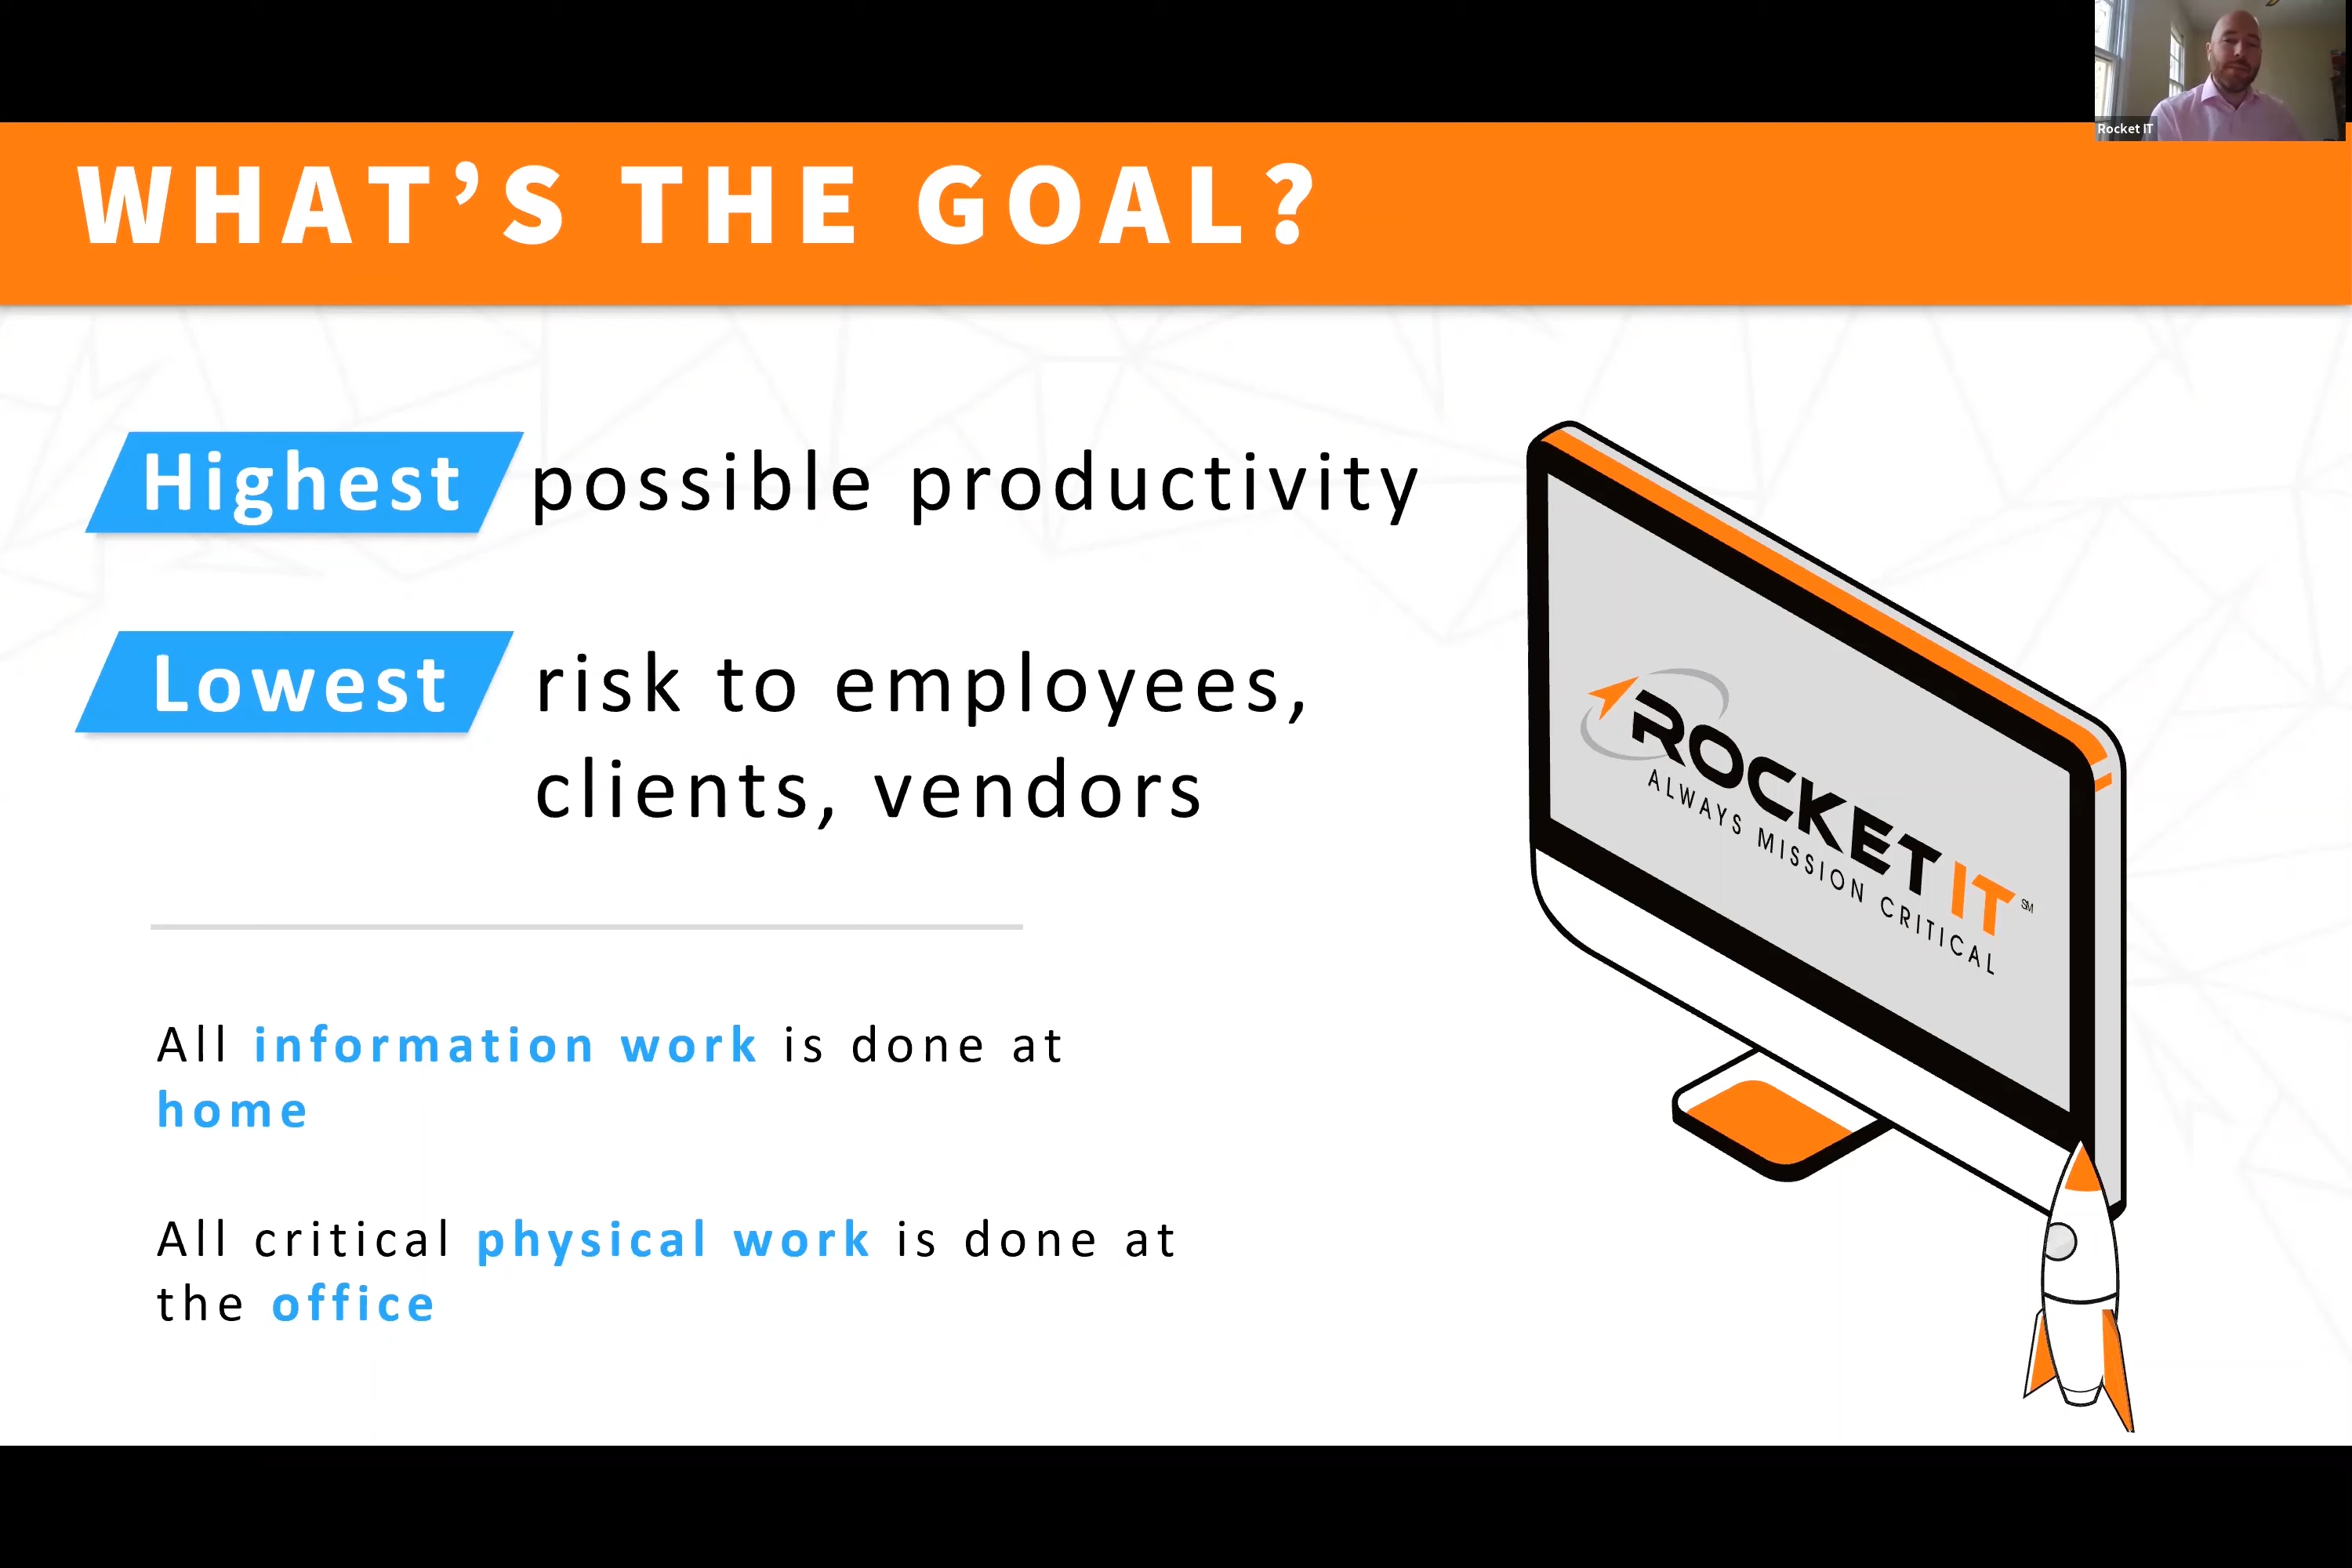 Rocket IT
WHAT'S THE GOAL?
Highest possible productivity
Lowest risk to employees,
clients, vendors
All information work is done at
home
All critical physical work is done at
the office
ROCKET IT SM
ALWAYS MISSION CRITICAL